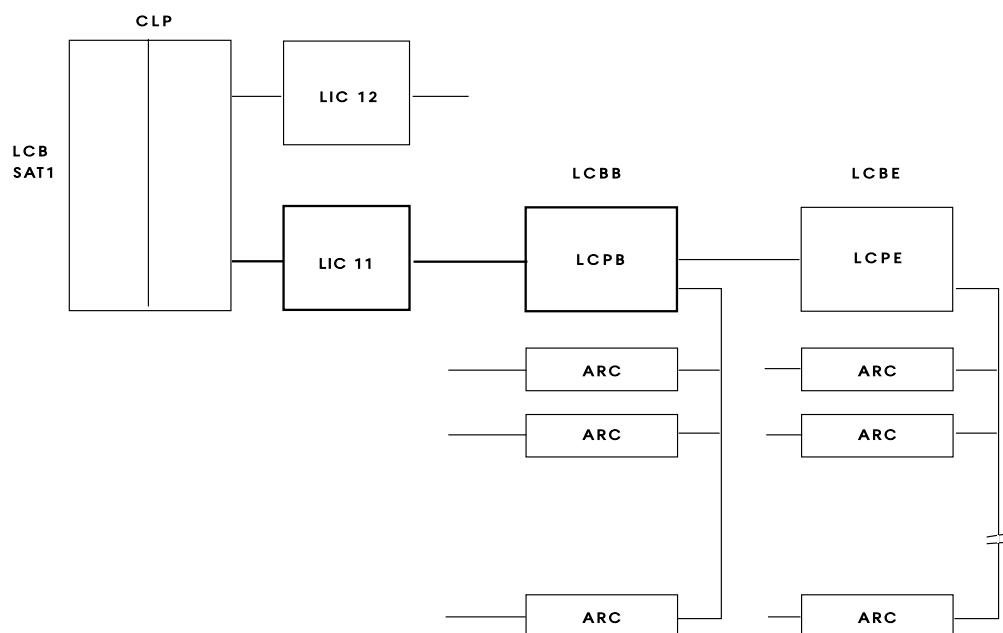 CLP
LIC 12
LCB
SAT1
LCBB
LCBE
LIC 11
LCPB
LCPE
ARC
ARC
ARC
ARC
ARC
ARC